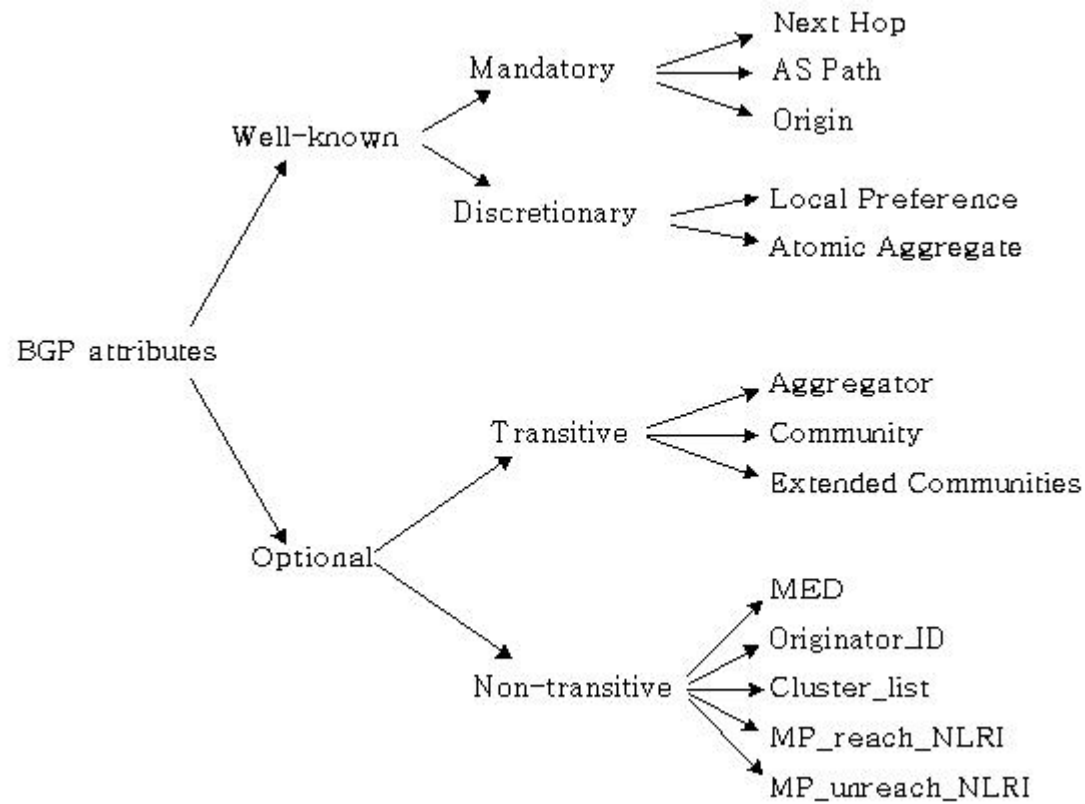 BGP attributes
Well-known
Mandatory
Next Hop
AS Path
Origin
Discretionary
Local Preference
Atomic Aggregate
Optional
Transitive
Aggregator
Community
Extended Communities
Non-transitive
MED
Originator_ID
Cluster_list
MP_reach_NLRI
MP_unreach_NLRI